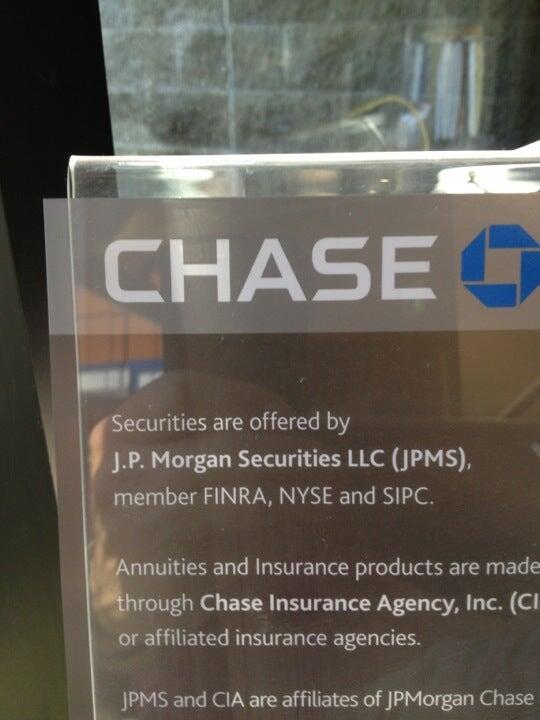 CHASE
Securities are offered by
J.P. Morgan Securities LLC (JPMS),
member FINRA, NYSE and SIPC.
Annuities and Insurance products are made
through Chase Insurance Agency, Inc. (CI
or affiliated insurance agencies.
JPMS and CIA are affiliates of JPMorgan Chase